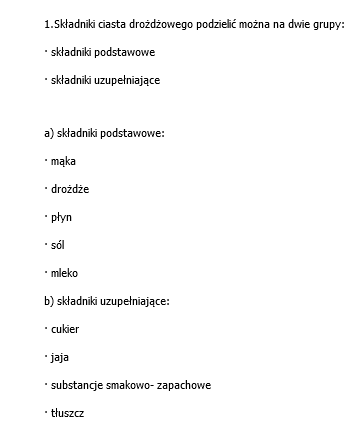 1.Składniki ciasta drożdżowego podzielić można na dwie grupy:
· składniki podstawowe
· składniki uzupełniające
a) składniki podstawowe:
· mąka
· drożdże
· płyn
· sól
· mleko
b) składniki uzupełniające:
· cukier
· jaja
· substancje smakowo- zapachowe
· tłuszcz